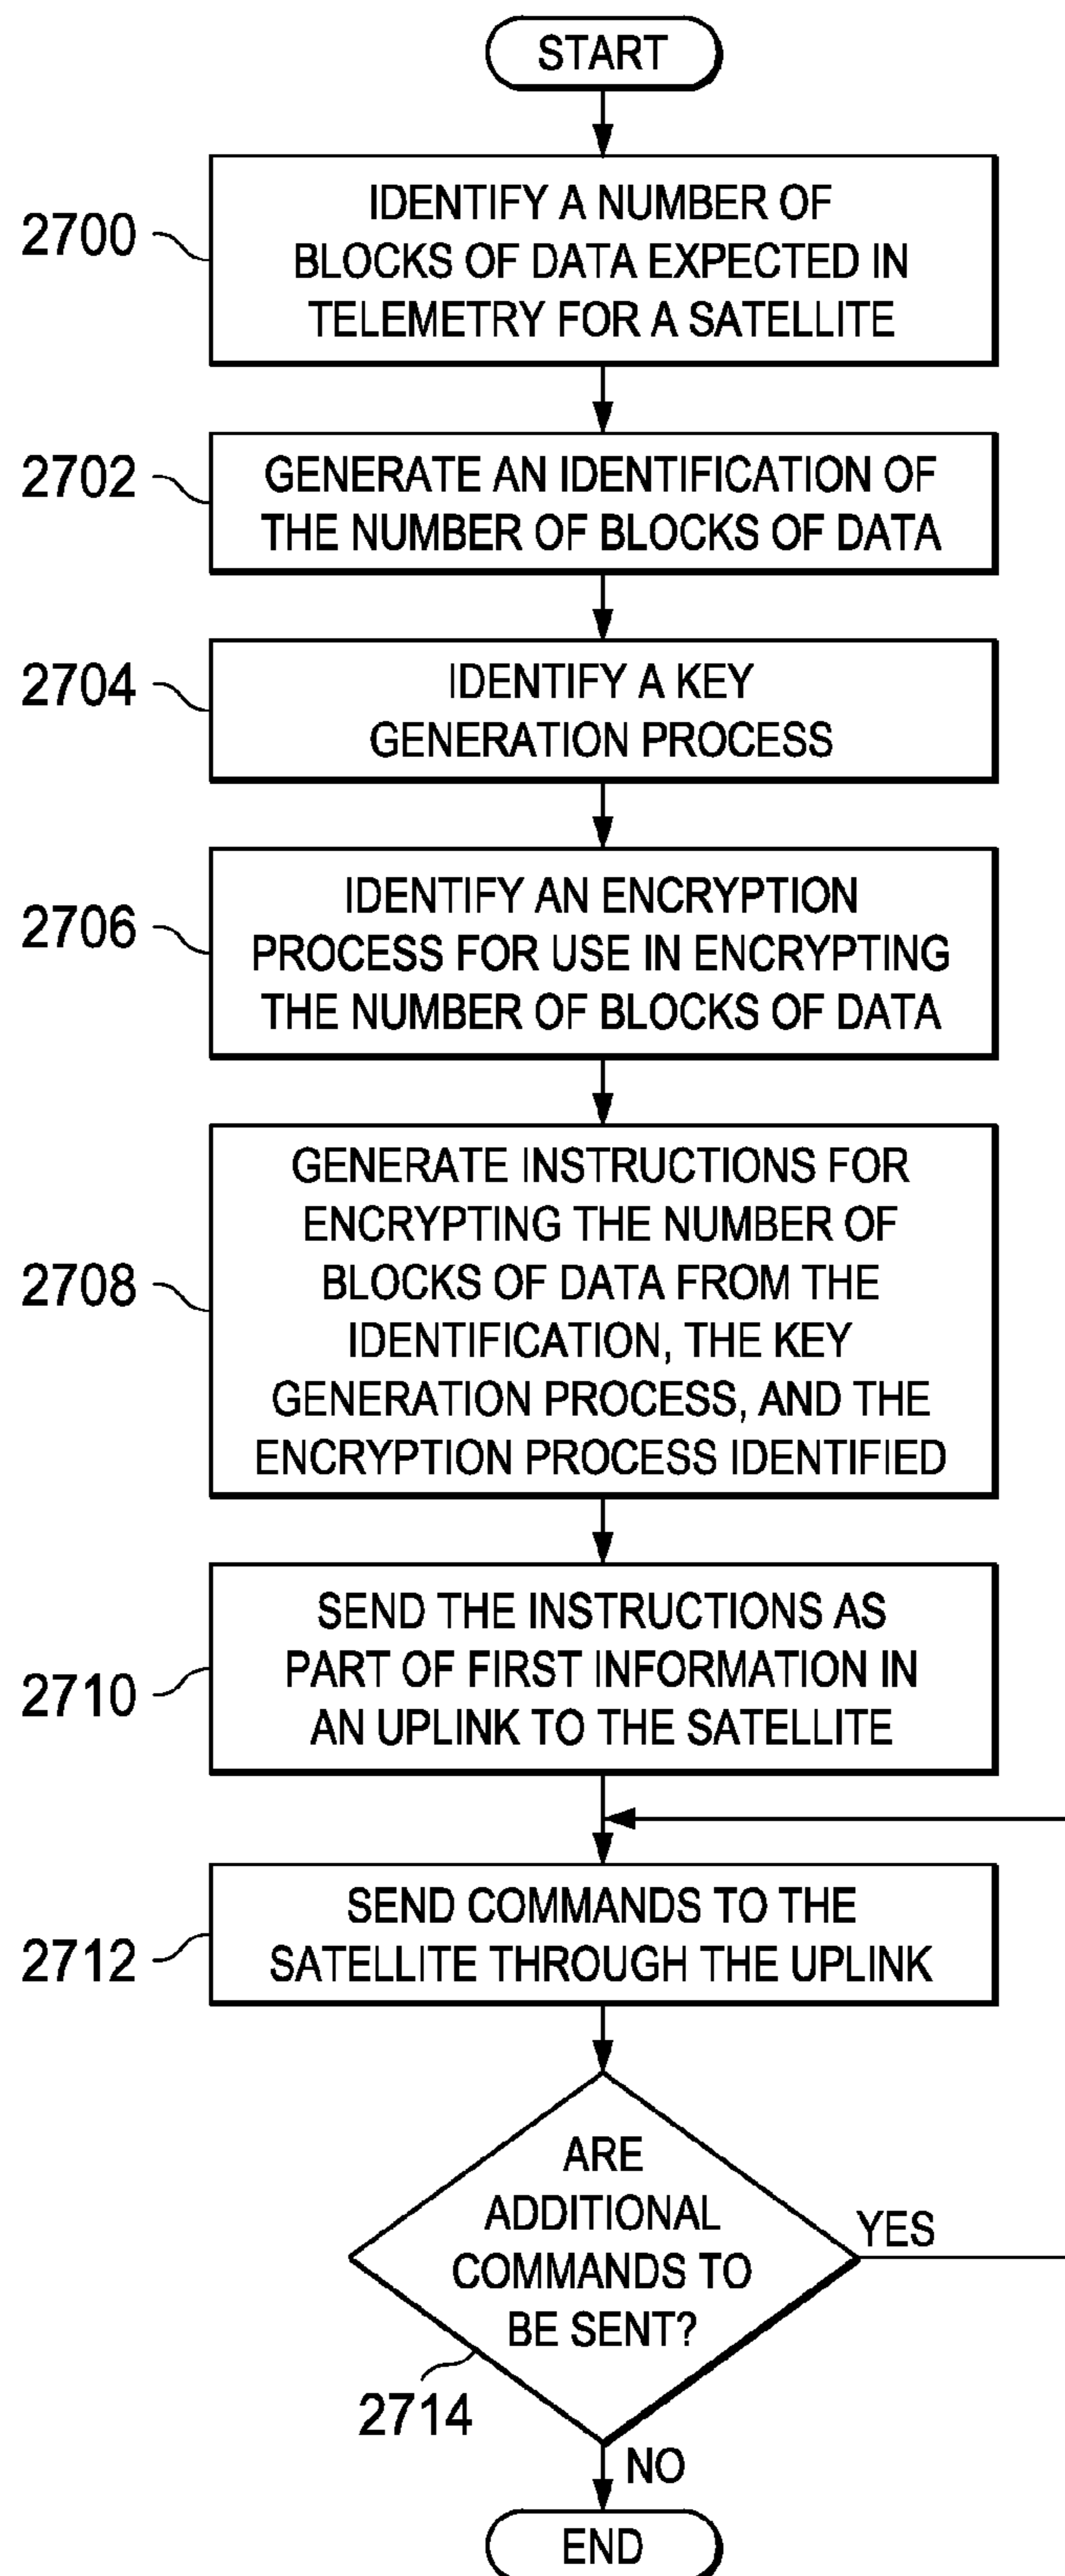 START
2700
IDENTIFY A NUMBER OF
BLOCKS OF DATA EXPECTED IN
TELEMETRY FOR A SATELLITE
2702
GENERATE AN IDENTIFICATION OF
THE NUMBER OF BLOCKS OF DATA
2704
IDENTIFY A KEY
GENERATION PROCESS
2706
IDENTIFY AN ENCRYPTION
PROCESS FOR USE IN ENCRYPTING
THE NUMBER OF BLOCKS OF DATA
2708
GENERATE INSTRUCTIONS FOR
ENCRYPTING THE NUMBER OF
BLOCKS OF DATA FROM THE
IDENTIFICATION, THE KEY
GENERATION PROCESS, AND THE
ENCRYPTION PROCESS IDENTIFIED
2710
SEND THE INSTRUCTIONS AS
PART OF FIRST INFORMATION IN
AN UPLINK TO THE SATELLITE
2712
SEND COMMANDS TO THE
SATELLITE THROUGH THE UPLINK
ARE
ADDITIONAL
COMMANDS TO
BE SENT?
YES
2714
NO
END